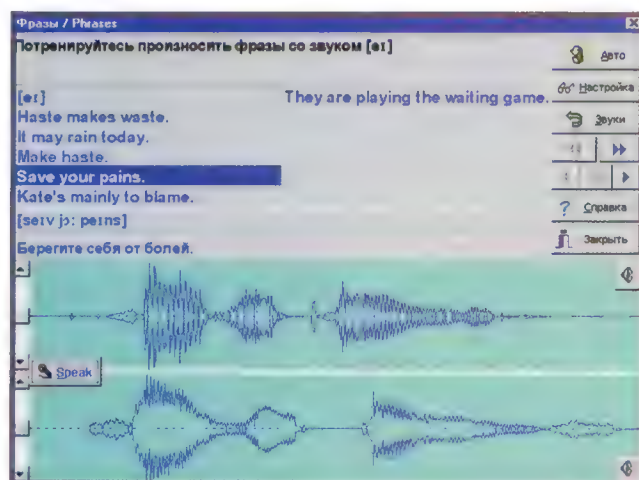 Фразы / Phrases
Потренируйтесь произносить фразы со звуком [eɪ]
[eɪ]
Haste makes waste.
It may rain today.
Make haste.
Save your pains.
Kate's mainly to blame.
They are playing the waiting game.
[seɪv jɔ: peɪns]
Берегите себя от болей.
Авто
Настройка
Звуки
? Справка
Закрыть
Speak